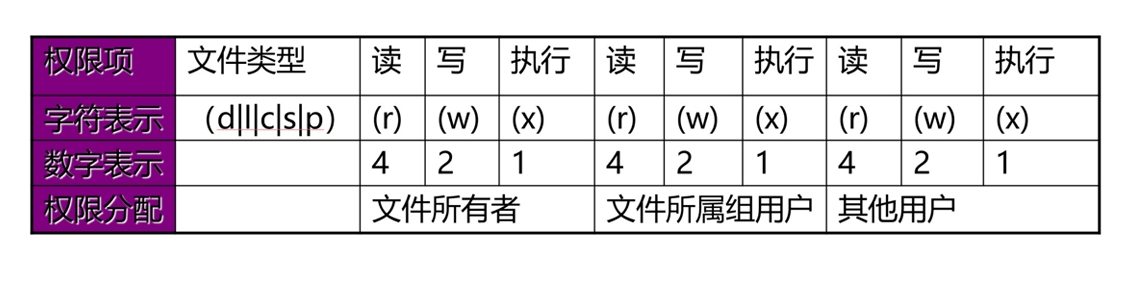 权限项 文件类型 读 写 执行 读 写 执行 读 写 执行
字符表示 （d|l|c|s|p） (r) (w) (x) (r) (w) (x) (r) (w) (x)
数字表示 4 2 1 4 2 1 4 2 1
权限分配 文件所有者 文件所属组用户 其他用户